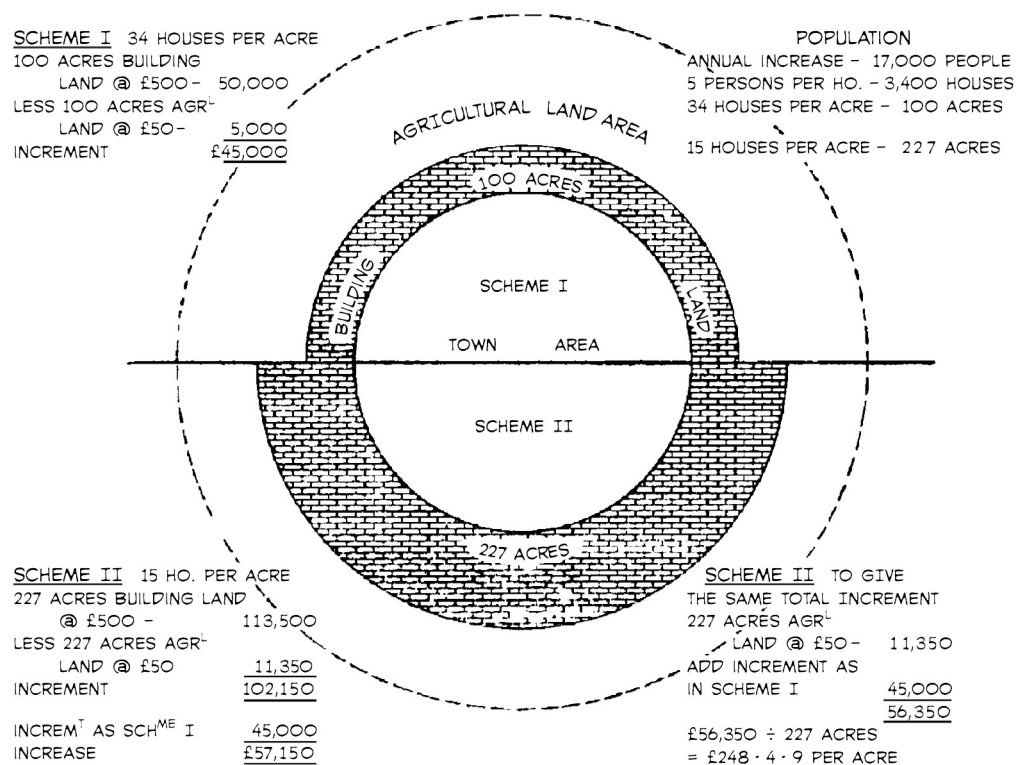 SCHEME I 34 HOUSES PER ACRE
100 ACRES BUILDING
LAND @ £500 - 50,000
LESS 100 ACRES AGRᴸ
LAND @ £50 - 5,000
INCREMENT £45,000
POPULATION
ANNUAL INCREASE - 17,000 PEOPLE
5 PERSONS PER HO. - 3,400 HOUSES
34 HOUSES PER ACRE - 100 ACRES
15 HOUSES PER ACRE - 227 ACRES
AGRICULTURAL LAND AREA
100 ACRES
BUILDING
LAND
SCHEME I
TOWN AREA
SCHEME II
227 ACRES
SCHEME II 15 HO. PER ACRE
227 ACRES BUILDING LAND
@ £500 - 113,500
LESS 227 ACRES AGRᴸ
LAND @ £50 11,350
INCREMENT 102,150
INCREMᵀ AS SCHᴹᴱ I 45,000
INCREASE £57,150
SCHEME II TO GIVE
THE SAME TOTAL INCREMENT
227 ACRES AGRᴸ
LAND @ £50 - 11,350
ADD INCREMENT AS
IN SCHEME I 45,000
56,350
£56,350 ÷ 227 ACRES
= £248 · 4 · 9 PER ACRE